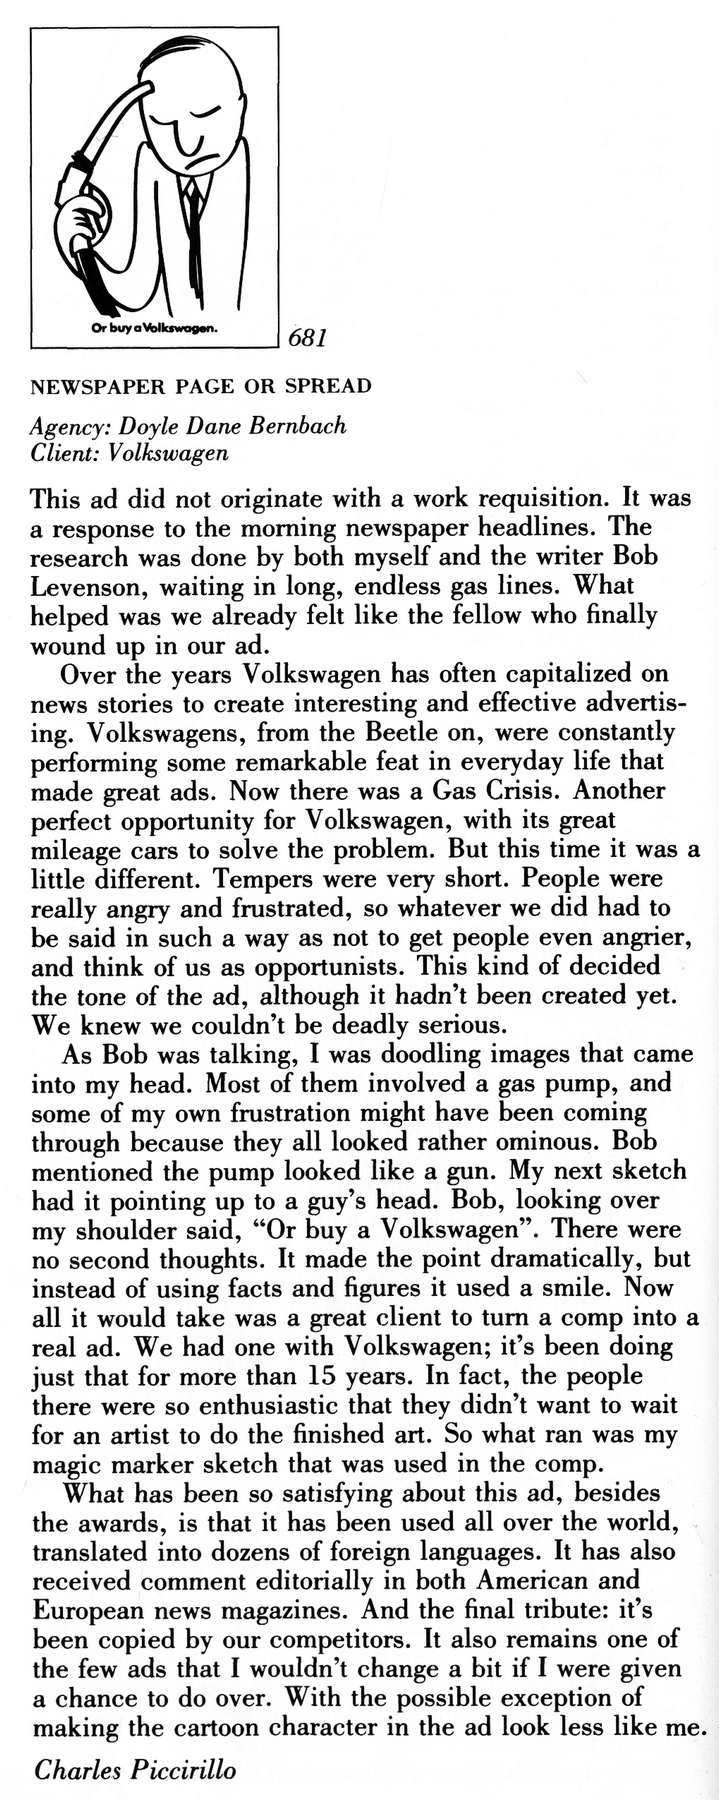 Or buy a Volkswagen.
681
NEWSPAPER PAGE OR SPREAD
Agency: Doyle Dane Bernbach
Client: Volkswagen
This ad did not originate with a work requisition. It was
a response to the morning newspaper headlines. The
research was done by both myself and the writer Bob
Levenson, waiting in long, endless gas lines. What
helped was we already felt like the fellow who finally
wound up in our ad.
Over the years Volkswagen has often capitalized on
news stories to create interesting and effective advertis-
ing. Volkswagens, from the Beetle on, were constantly
performing some remarkable feat in everyday life that
made great ads. Now there was a Gas Crisis. Another
perfect opportunity for Volkswagen, with its great
mileage cars to solve the problem. But this time it was a
little different. Tempers were very short. People were
really angry and frustrated, so whatever we did had to
be said in such a way as not to get people even angrier,
and think of us as opportunists. This kind of decided
the tone of the ad, although it hadn't been created yet.
We knew we couldn't be deadly serious.
As Bob was talking, I was doodling images that came
into my head. Most of them involved a gas pump, and
some of my own frustration might have been coming
through because they all looked rather ominous. Bob
mentioned the pump looked like a gun. My next sketch
had it pointing up to a guy's head. Bob, looking over
my shoulder said, “Or buy a Volkswagen”. There were
no second thoughts. It made the point dramatically, but
instead of using facts and figures it used a smile. Now
all it would take was a great client to turn a comp into a
real ad. We had one with Volkswagen; it's been doing
just that for more than 15 years. In fact, the people
there were so enthusiastic that they didn't want to wait
for an artist to do the finished art. So what ran was my
magic marker sketch that was used in the comp.
What has been so satisfying about this ad, besides
the awards, is that it has been used all over the world,
translated into dozens of foreign languages. It has also
received comment editorially in both American and
European news magazines. And the final tribute: it's
been copied by our competitors. It also remains one of
the few ads that I wouldn't change a bit if I were given
a chance to do over. With the possible exception of
making the cartoon character in the ad look less like me.
Charles Piccirillo